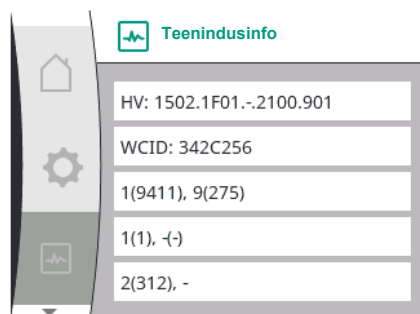 Teenindusinfo
HV: 1502.1F01.-.2100.901
WCID: 342C256
1(9411), 9(275)
1(1), -(-)
2(312), -